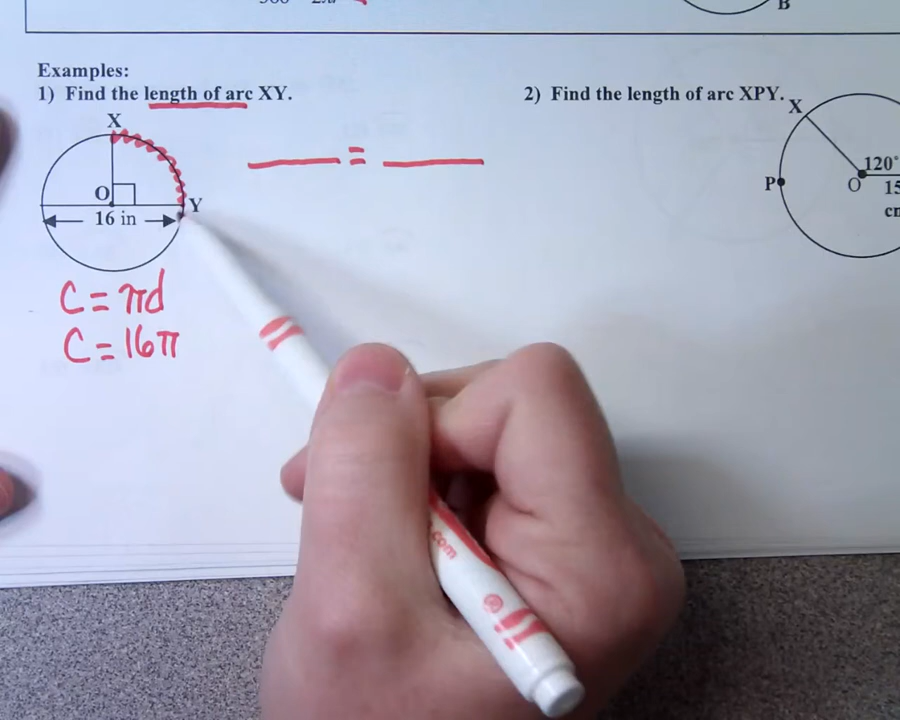 B
Examples:
1) Find the length of arc XY.
X
O
Y
16 in
C = πd
C = 16π
=
2) Find the length of arc XPY.
X
120°
P
O
.com
®